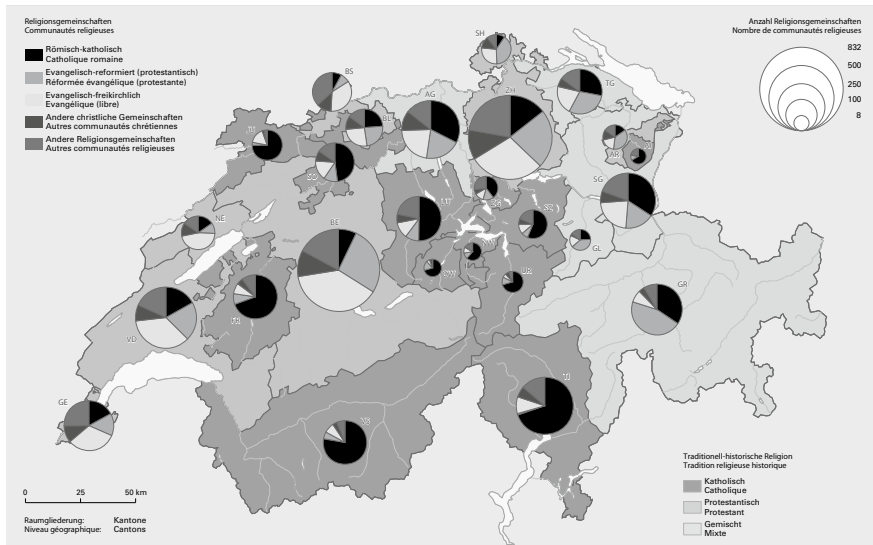 Religionsgemeinschaften
Communautés religieuses
Römisch-katholisch
Catholique romaine
Evangelisch-reformiert (protestantisch)
Réformée évangélique (protestante)
Evangelisch-freikirchlich
Evangélique (libre)
Andere christliche Gemeinschaften
Autres communautés chrétiennes
Andere Religionsgemeinschaften
Autres communautés religieuses
Anzahl Religionsgemeinschaften
Nombre de communautés religieuses
832
500
250
100
8
SH
BS
BL
AG
ZH
TG
JU
SO
AR
AI
SG
NE
BE
LU
ZG
SZ
GL
OW
NW
UR
GR
FR
VD
TI
GE
VS
0 25 50 km
Raumgliederung: Kantone
Niveau géographique: Cantons
Traditionell-historische Religion
Tradition religieuse historique
Katholisch
Catholique
Protestantisch
Protestant
Gemischt
Mixte